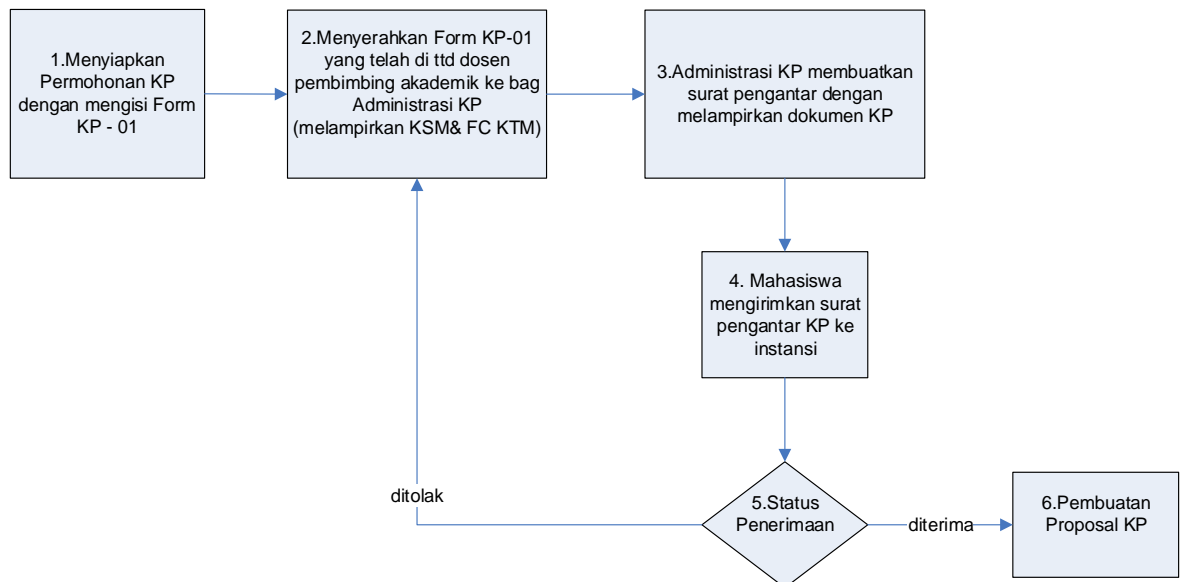 1.Menyiapkan
Permohonan KP
dengan mengisi Form
KP - 01
2.Menyerahkan Form KP-01
yang telah di ttd dosen
pembimbing akademik ke bag
Administrasi KP
(melampirkan KSM& FC KTM)
3.Administrasi KP membuatkan
surat pengantar dengan
melampirkan dokumen KP
4. Mahasiswa
mengirimkan surat
pengantar KP ke
instansi
ditolak
5.Status
Penerimaan
diterima
6.Pembuatan
Proposal KP